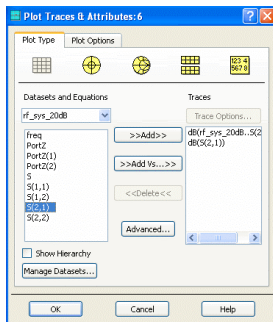 Plot Traces & Attributes:6
Plot Type
Plot Options
123 4
567 8
Datasets and Equations
rf_sys_20dB
freq
PortZ
PortZ(1)
PortZ(2)
S
S(1,1)
S(1,2)
S(2,1)
S(2,2)
Show Hierarchy
Manage Datasets...
>>Add>>
>>Add Vs...>>
<<Delete<<
Advanced...
Traces
Trace Options...
dB(rf_sys_20dB..S(2
dB(S(2,1))
OK
Cancel
Help